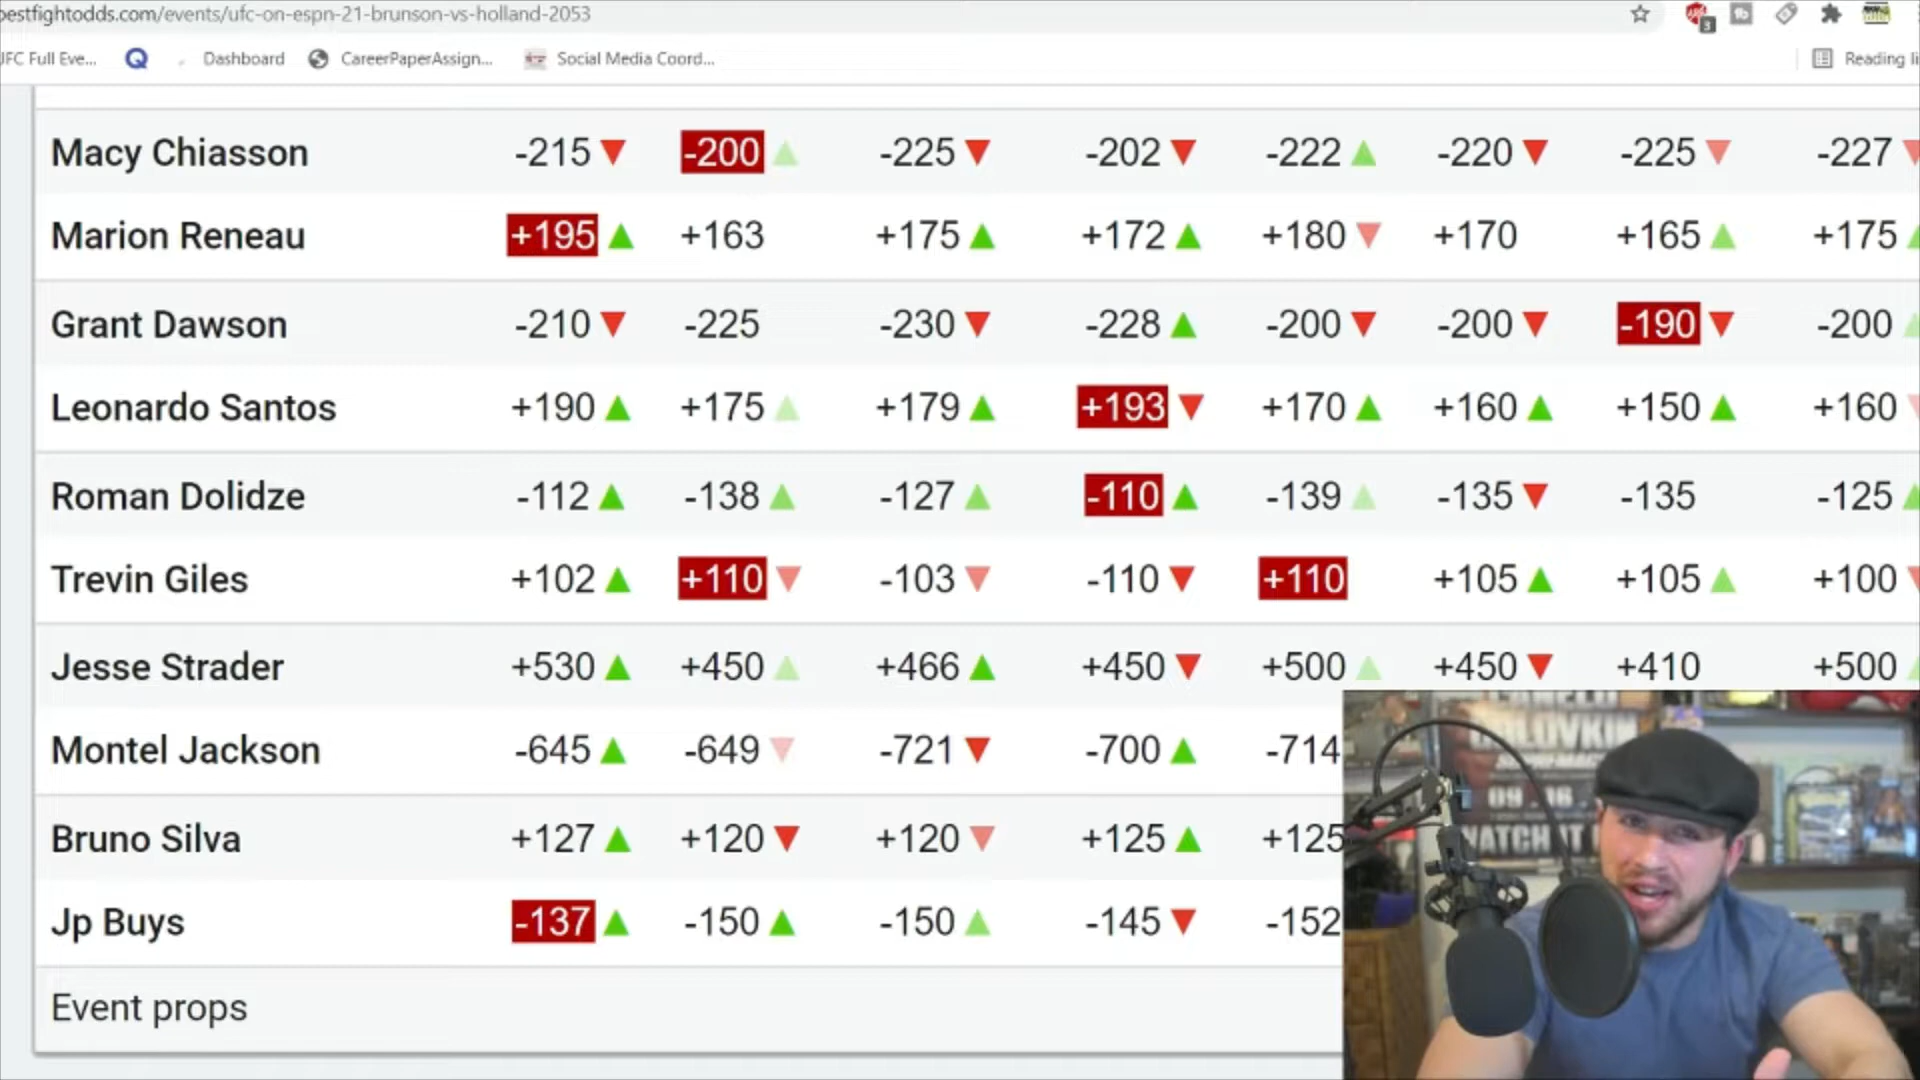 bestfightodds.com/events/ufc-on-espn-21-brunson-vs-holland-2053
UFC Full Eve... Dashboard CareerPaperAssign... Social Media Coord... Reading li
Macy Chiasson -215 -200 -225 -202 -222 -220 -225 -227
Marion Reneau +195 +163 +175 +172 +180 +170 +165 +175
Grant Dawson -210 -225 -230 -228 -200 -200 -190 -200
Leonardo Santos +190 +175 +179 +193 +170 +160 +150 +160
Roman Dolidze -112 -138 -127 -110 -139 -135 -135 -125
Trevin Giles +102 +110 -103 -110 +110 +105 +105 +100
Jesse Strader +530 +450 +466 +450 +500 +450 +410 +500
Montel Jackson -645 -649 -721 -700 -714
Bruno Silva +127 +120 +120 +125 +125
Jp Buys -137 -150 -150 -145 -152
Event props